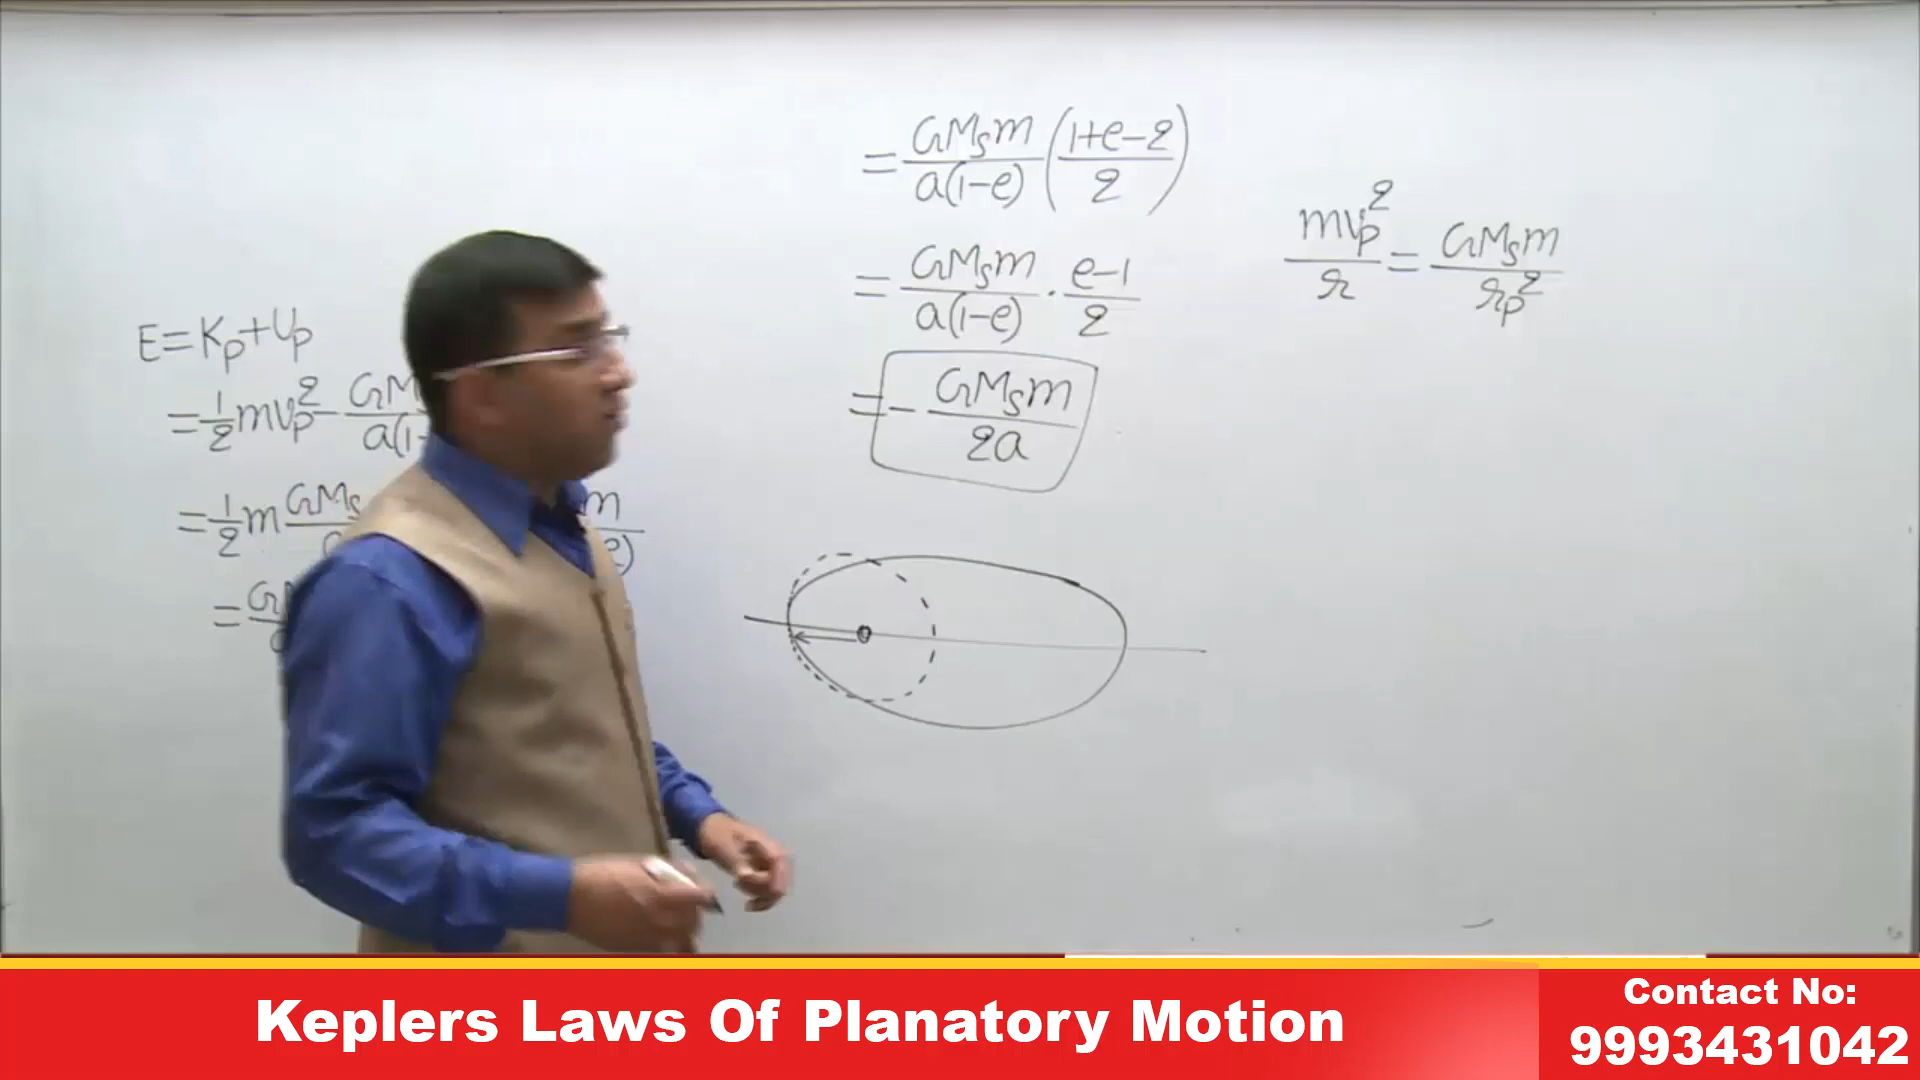 E=Kp+Up
=1/2 mvp² - GM
a(1-
=1/2 m GMs m
e)
=G
=GMsm/a(1-e) (1+e-2/2)
=GMsm/a(1-e) · e-1/2
=-GMsm/2a
mvp²/r=GMsm/rp²
Keplers Laws Of Planatory Motion
Contact No:
9993431042